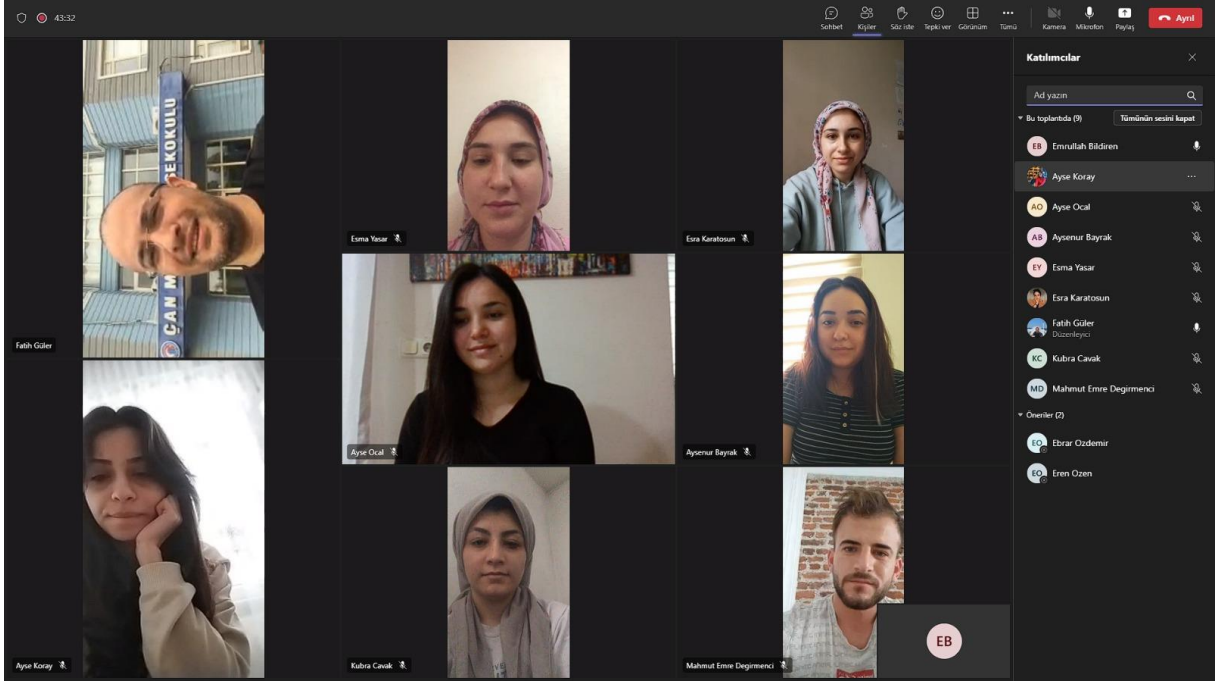 43:32
Sohbet
Kişiler
Söz iste
Tepki ver
Görünüm
Tümü
Kamera
Mikrofon
Paylaş
Ayrıl
Katılımcılar
Ad yazın
Bu toplantıda (9)
Tümünün sesini kapat
EB Emrullah Bildiren
Ayse Koray
AO Ayse Ocal
AB Aysenur Bayrak
EY Esma Yasar
Esra Karatosun
Fatih Güler
Düzenleyici
KC Kubra Cavak
MD Mahmut Emre Degirmenci
Öneriler (2)
EO Ebrar Ozdemir
EO Eren Ozen
ÇAN M
SEKOKULU
Fatih Güler
Esma Yasar
Esra Karatosun
Ayse Ocal
Aysenur Bayrak
Ayse Koray
Kubra Cavak
Mahmut Emre Degirmenci
EB